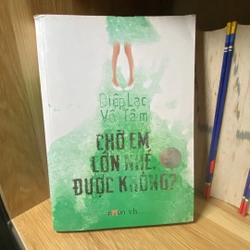 Diệp Lạc
Vô Tâm
CHỜ EM
LỚN NHÉ,
ĐƯỢC KHÔNG?